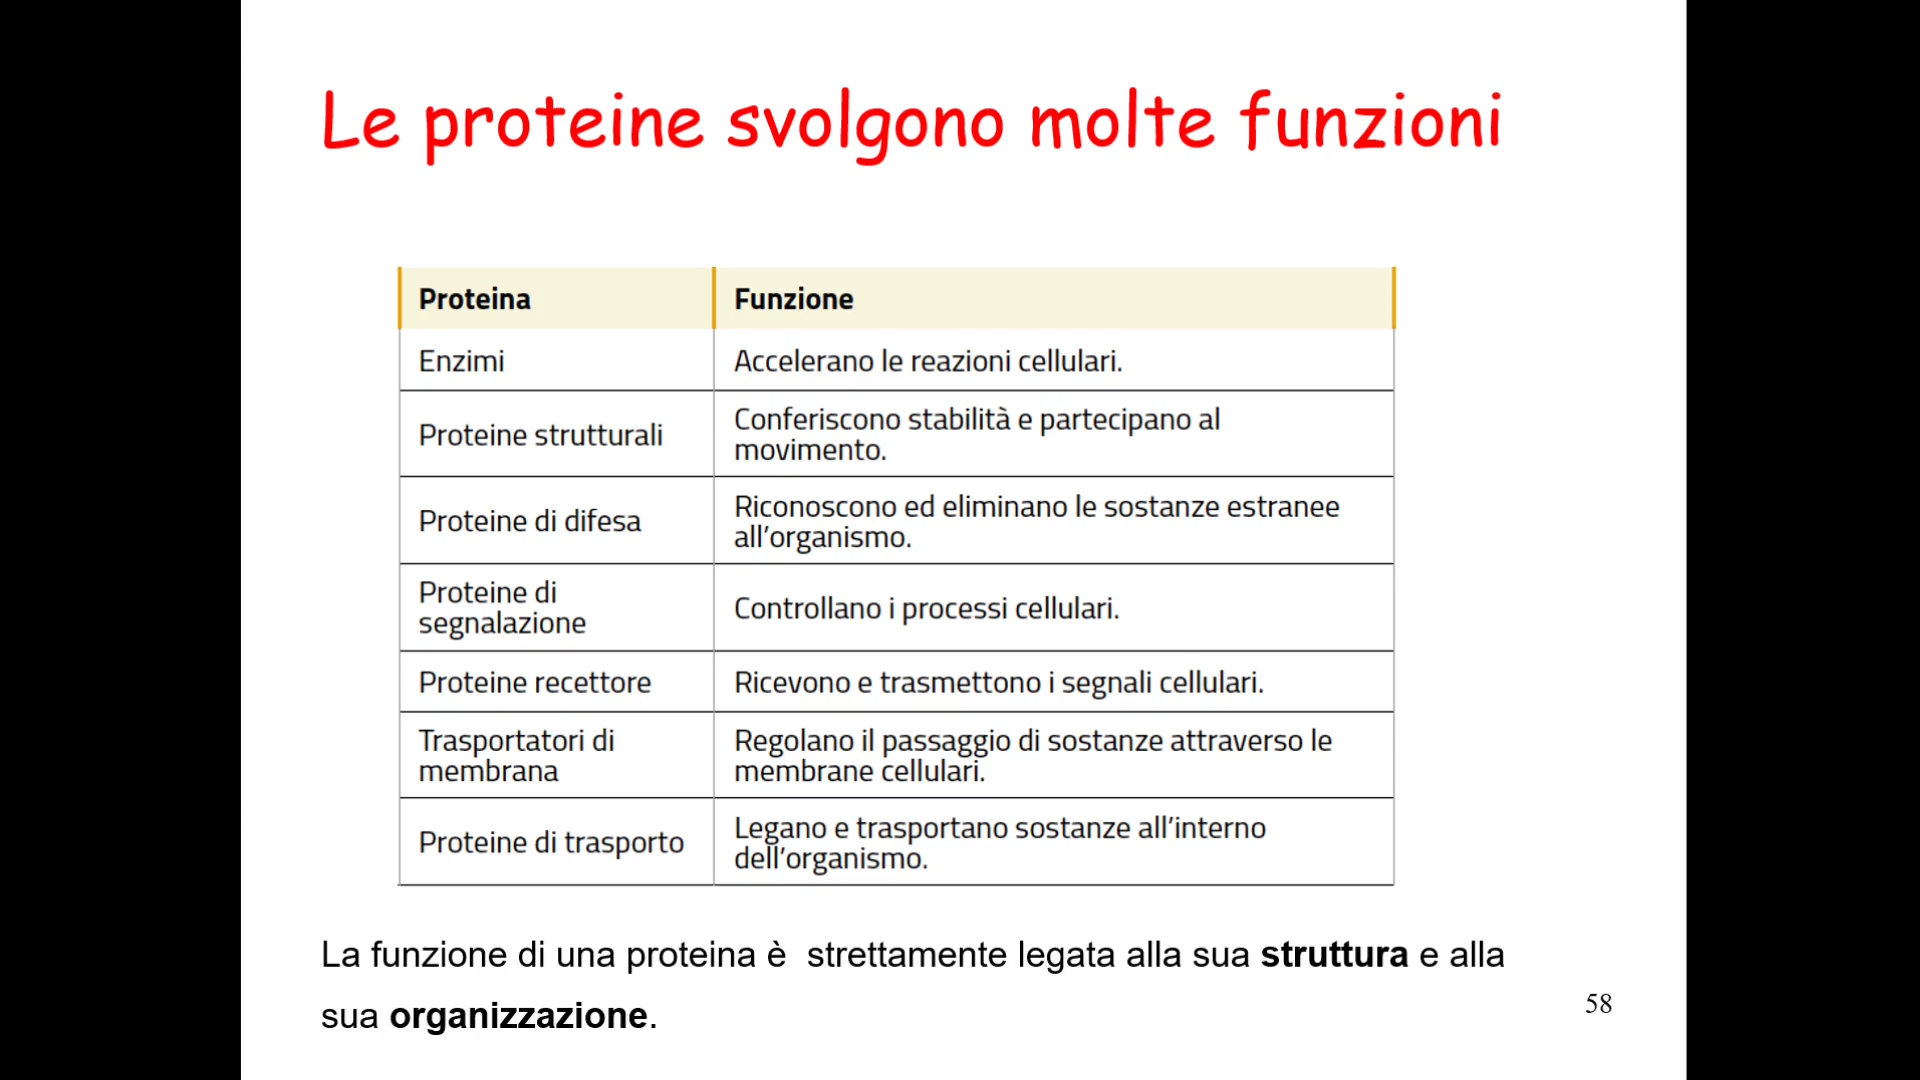 Le proteine svolgono molte funzioni
Proteina
Funzione
Enzimi
Accelerano le reazioni cellulari.
Proteine strutturali
Conferiscono stabilità e partecipano al
movimento.
Proteine di difesa
Riconoscono ed eliminano le sostanze estranee
all'organismo.
Proteine di
segnalazione
Controllano i processi cellulari.
Proteine recettore
Ricevono e trasmettono i segnali cellulari.
Trasportatori di
membrana
Regolano il passaggio di sostanze attraverso le
membrane cellulari.
Proteine di trasporto
Legano e trasportano sostanze all'interno
dell'organismo.
La funzione di una proteina è  strettamente legata alla sua struttura e alla
sua organizzazione.
58